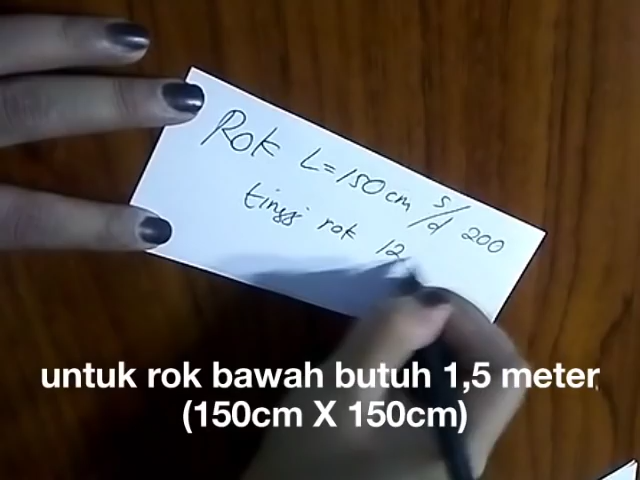 Rok L=150cm s/d 200
tinggi rok 12
untuk rok bawah butuh 1,5 meter
(150cm X 150cm)